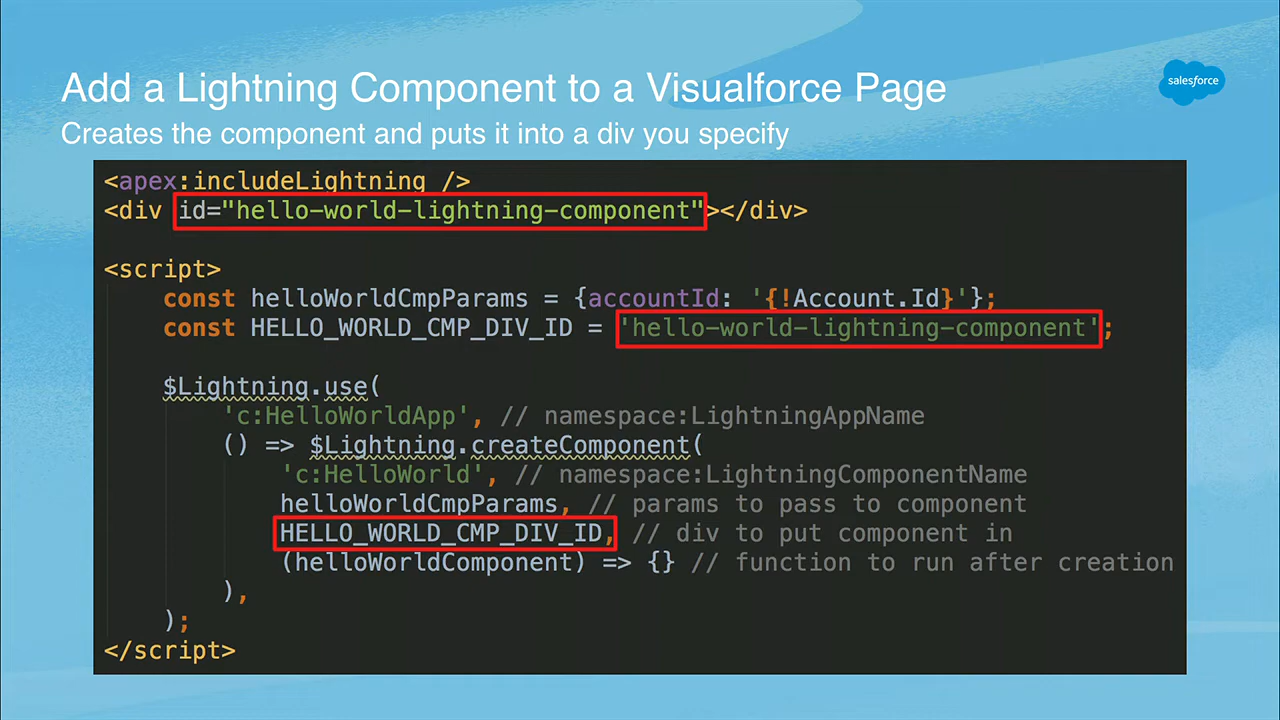 Add a Lightning Component to a Visualforce Page
salesforce
Creates the component and puts it into a div you specify
<apex:includeLightning />
<div id="hello-world-lightning-component"></div>
<script>
const helloWorldCmpParams = {accountId: '{!Account.Id}'};
const HELLO_WORLD_CMP_DIV_ID = 'hello-world-lightning-component';
$Lightning.use(
'c:HelloWorldApp', // namespace:LightningAppName
() => $Lightning.createComponent(
'c:HelloWorld', // namespace:LightningComponentName
helloWorldCmpParams, // params to pass to component
HELLO_WORLD_CMP_DIV_ID, // div to put component in
(helloWorldComponent) => {} // function to run after creation
),
);
</script>